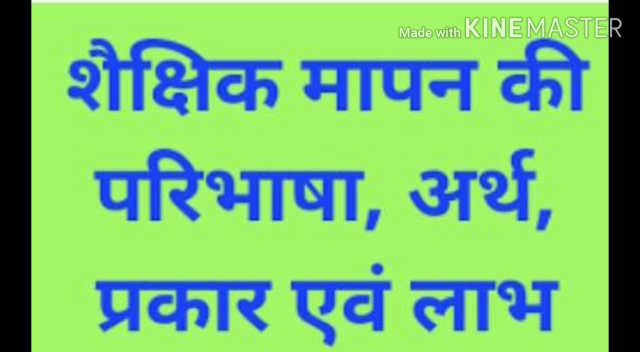 Made with KINEMASTER
शैक्षिक मापन की
परिभाषा, अर्थ,
प्रकार एवं लाभ